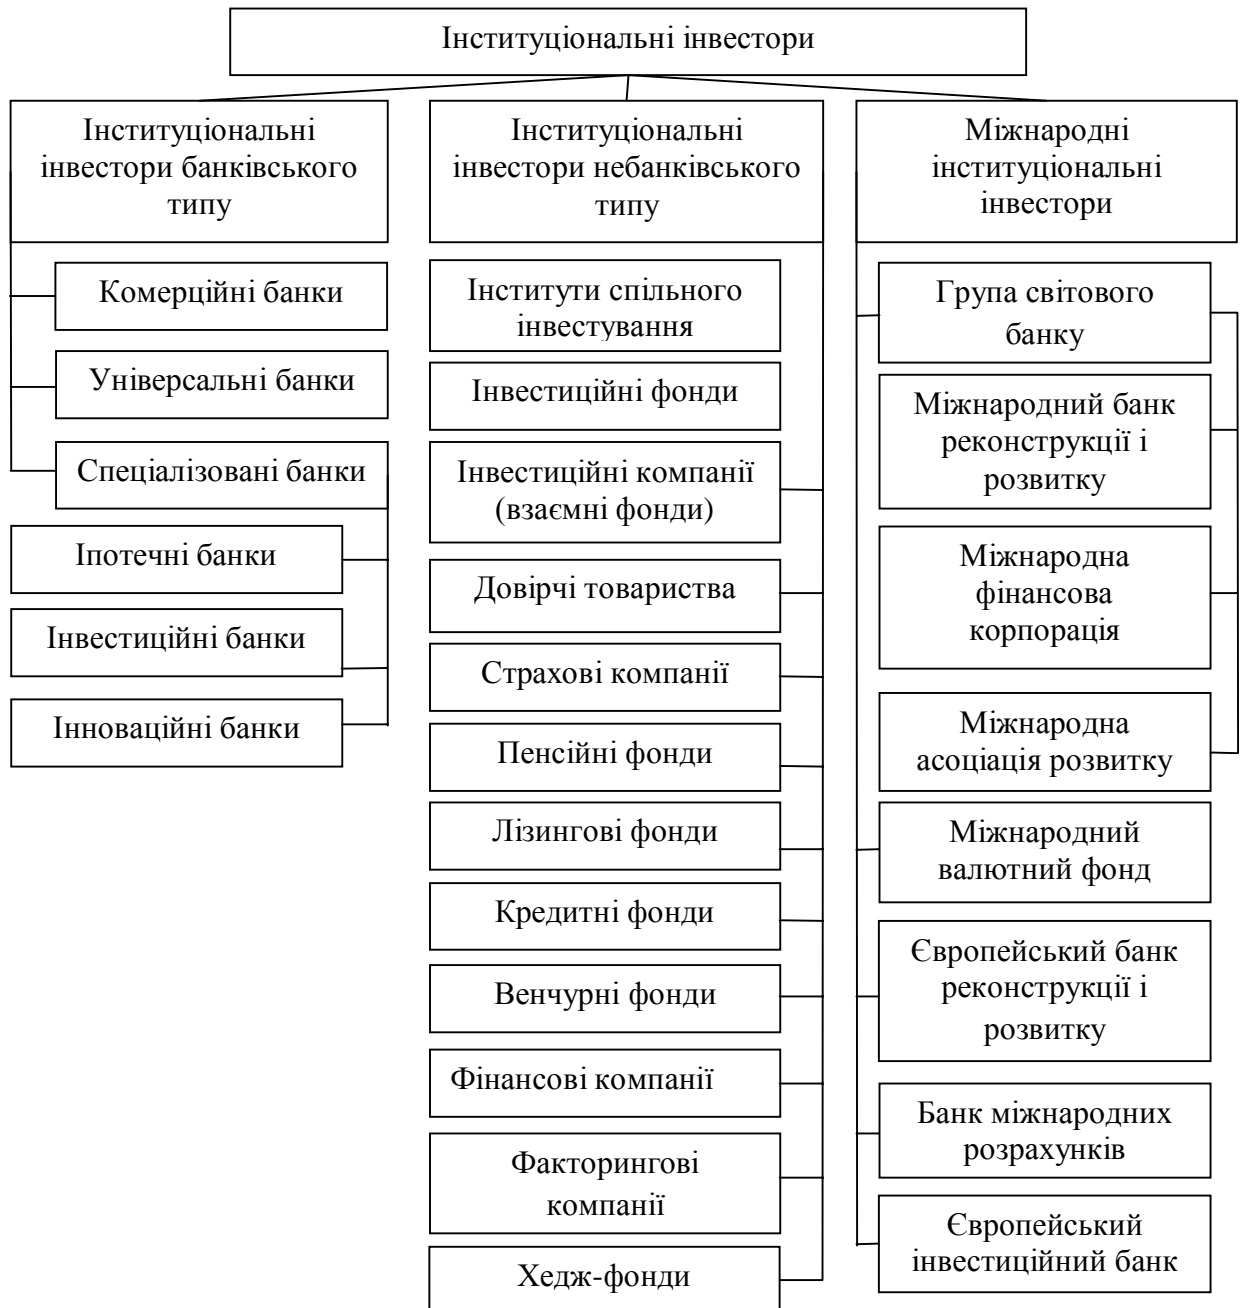 Інституціональні інвестори
Інституціональні
інвестори банківського
типу
Комерційні банки
Універсальні банки
Спеціалізовані банки
Іпотечні банки
Інвестиційні банки
Інноваційні банки
Інституціональні
інвестори небанківського
типу
Інститути спільного
інвестування
Інвестиційні фонди
Інвестиційні компанії
(взаємні фонди)
Довірчі товариства
Страхові компанії
Пенсійні фонди
Лізингові фонди
Кредитні фонди
Венчурні фонди
Фінансові компанії
Факторингові
компанії
Хедж-фонди
Міжнародні
інституціональні
інвестори
Група світового
банку
Міжнародний банк
реконструкції і
розвитку
Міжнародна
фінансова
корпорація
Міжнародна
асоціація розвитку
Міжнародний
валютний фонд
Європейський банк
реконструкції і
розвитку
Банк міжнародних
розрахунків
Європейський
інвестиційний банк